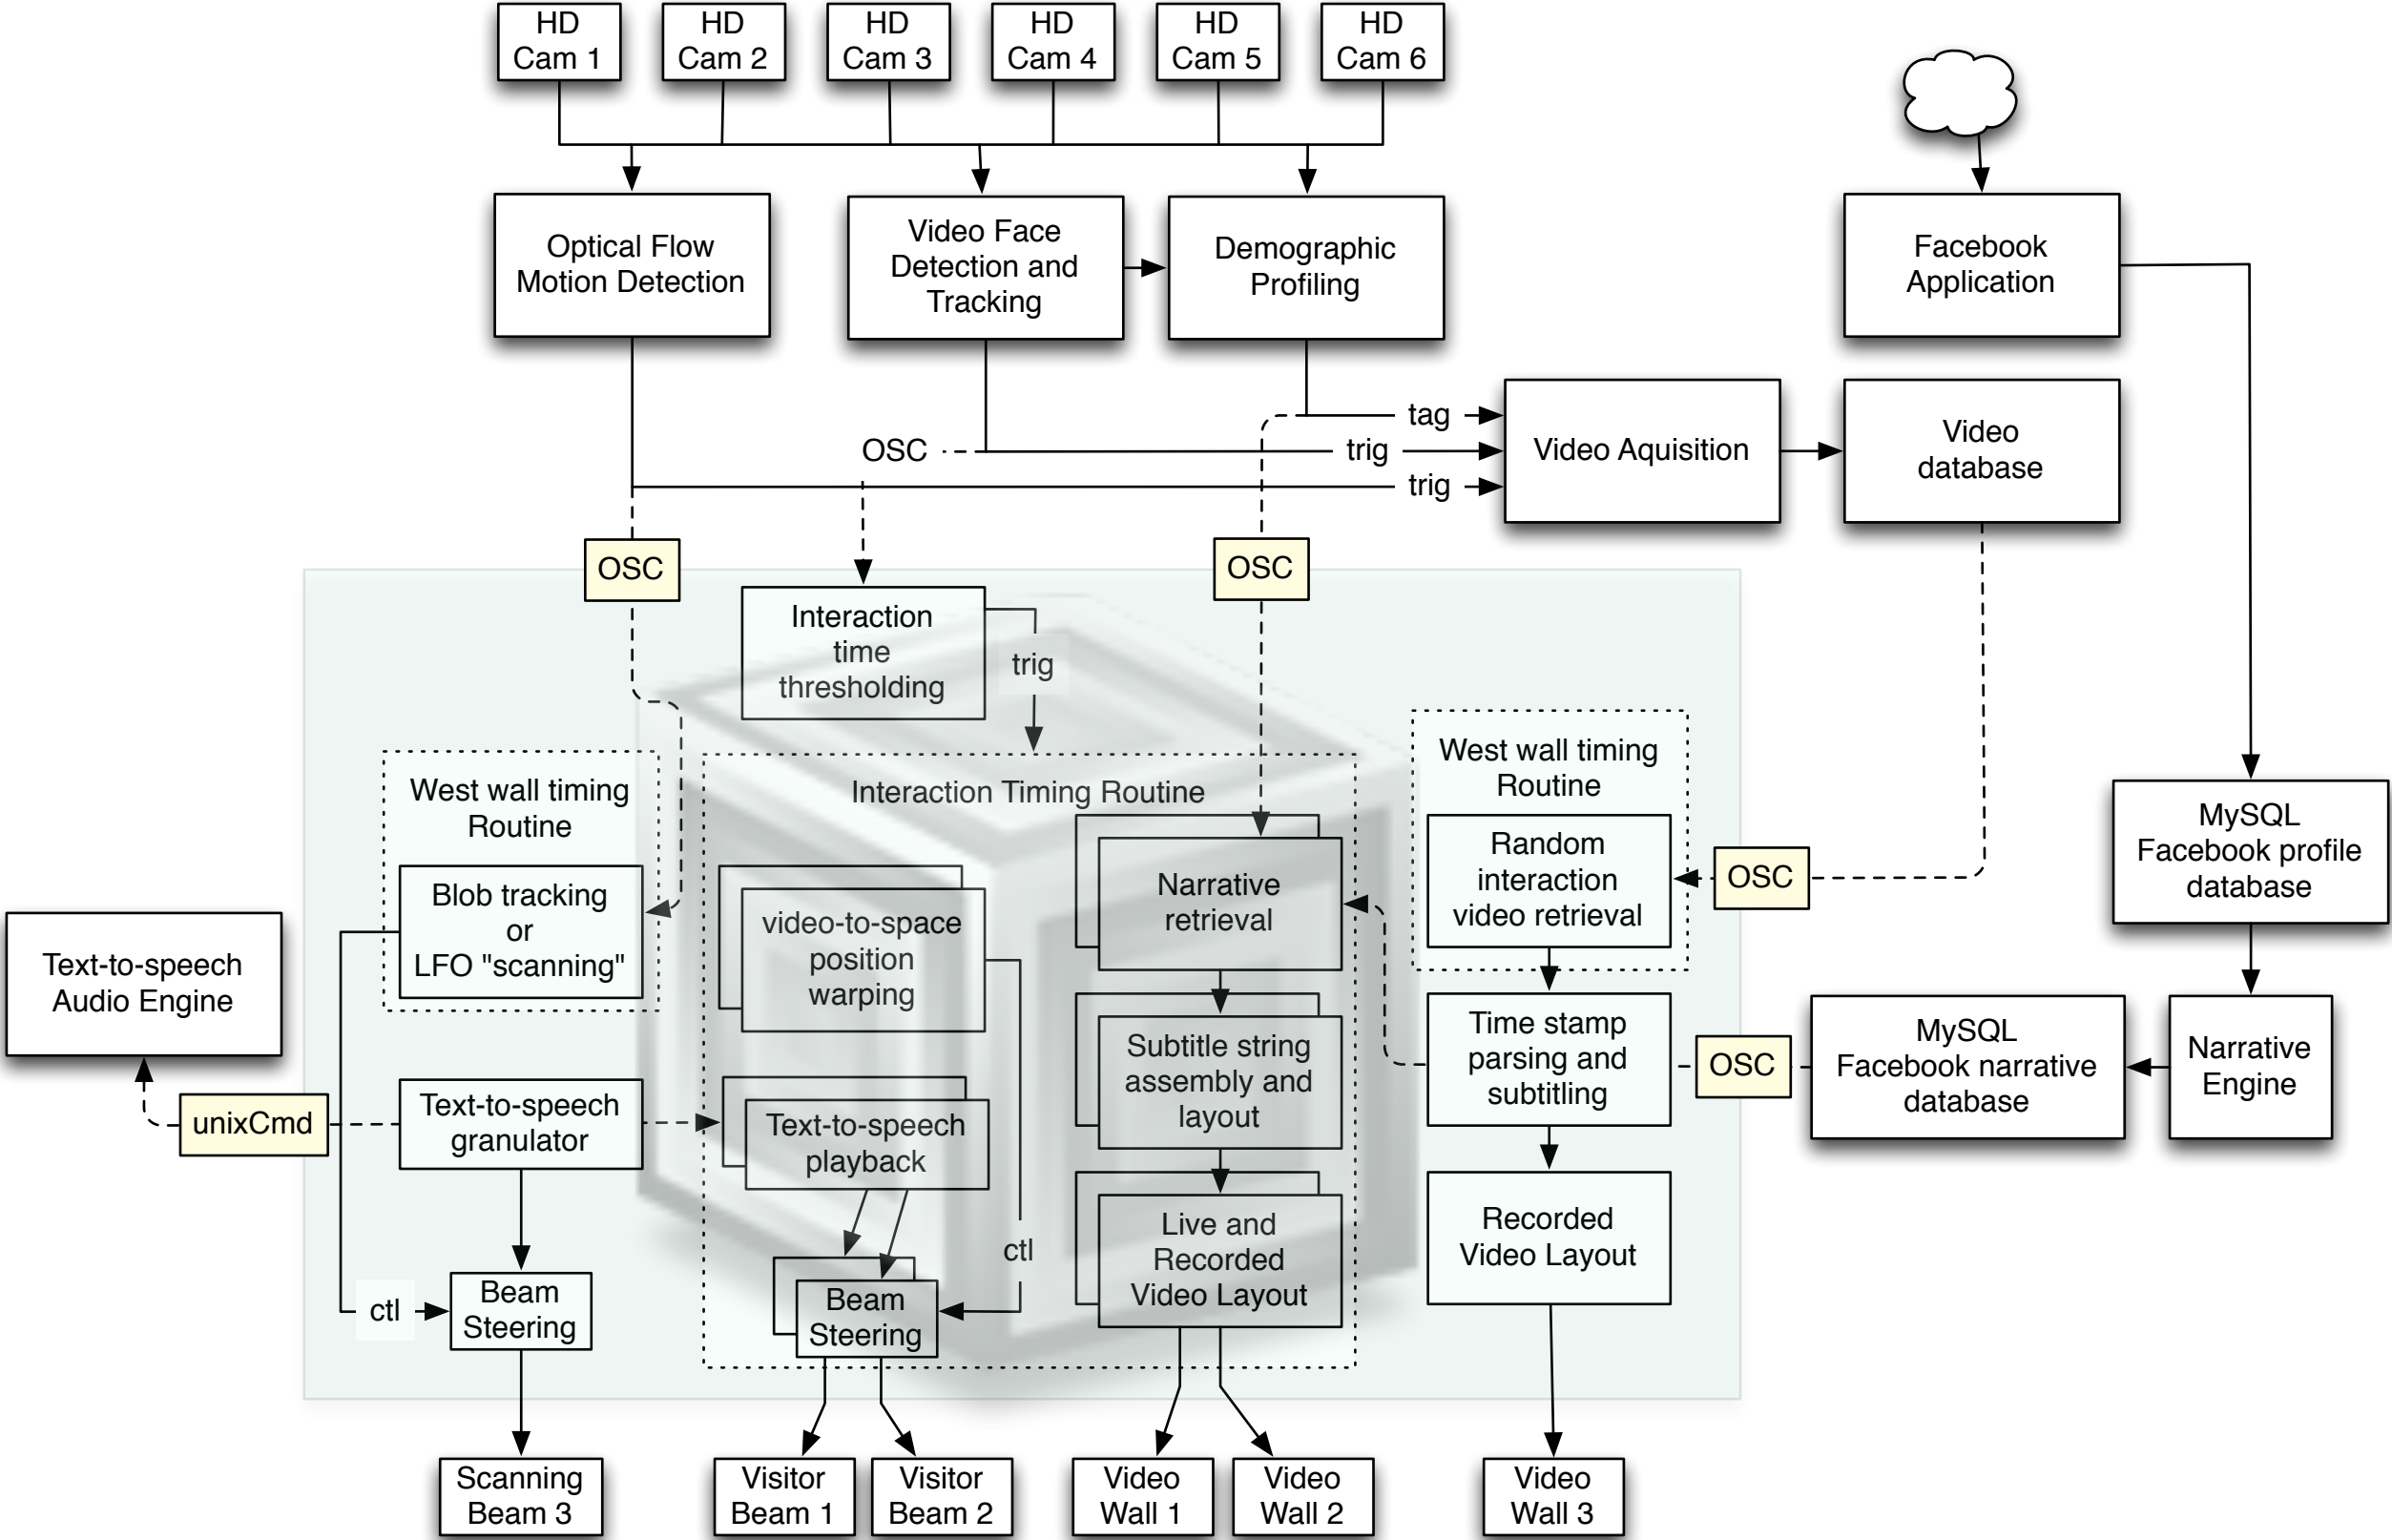 HD
Cam 1
HD
Cam 2
HD
Cam 3
HD
Cam 4
HD
Cam 5
HD
Cam 6
Optical Flow
Motion Detection
Video Face
Detection and
Tracking
Demographic
Profiling
Facebook
Application
tag
OSC
trig
trig
Video Aquisition
Video
database
OSC
OSC
Interaction
time
thresholding
trig
West wall timing
Routine
Interaction Timing Routine
West wall timing
Routine
MySQL
Facebook profile
database
Blob tracking
or
LFO "scanning"
video-to-space
position
warping
Narrative
retrieval
Random
interaction
video retrieval
OSC
Text-to-speech
Audio Engine
unixCmd
Text-to-speech
granulator
Text-to-speech
playback
Subtitle string
assembly and
layout
Time stamp
parsing and
subtitling
OSC
MySQL
Facebook narrative
database
Narrative
Engine
ctl
Beam
Steering
Beam
Steering
ctl
Live and
Recorded
Video Layout
Recorded
Video Layout
Scanning
Beam 3
Visitor
Beam 1
Visitor
Beam 2
Video
Wall 1
Video
Wall 2
Video
Wall 3